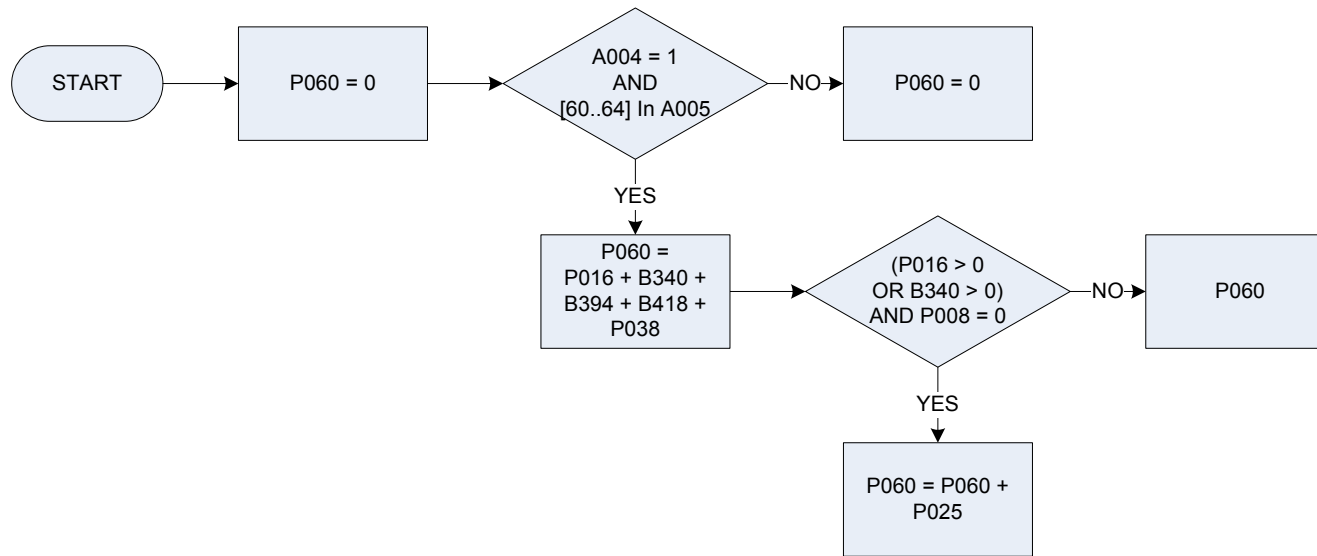 START
P060 = 0
A004 = 1
AND
[60..64] In A005
NO
P060 = 0
YES
P060 =
P016 + B340 +
B394 + B418 +
P038
(P016 > 0
OR B340 > 0)
AND P008 = 0
NO
P060
YES
P060 = P060 +
P025